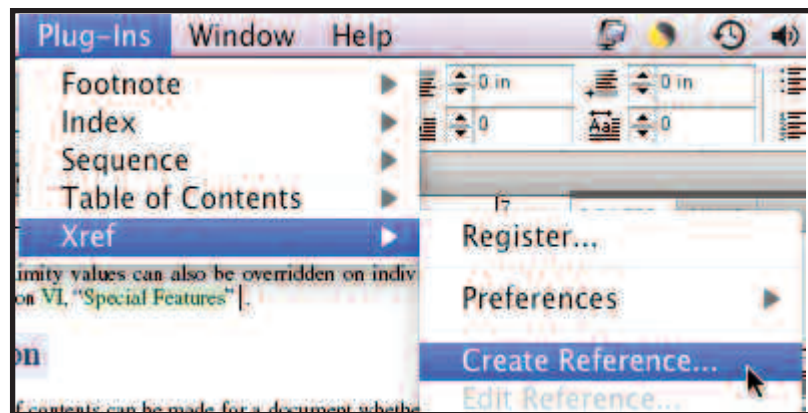 Plug-Ins Window Help
Footnote
Index
Sequence
Table of Contents
Xref
0 in
0 in
0
Aa
0
7
Register...
Preferences
Create Reference...
Edit Reference...
imity values can also be overridden on indiv
on VI, “Special Features” .
on
f contents can be made for a document whethe